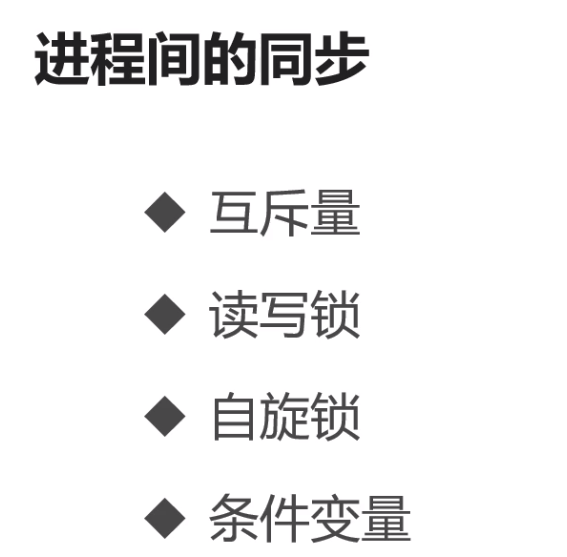 进程间的同步
互斥量
读写锁
自旋锁
条件变量